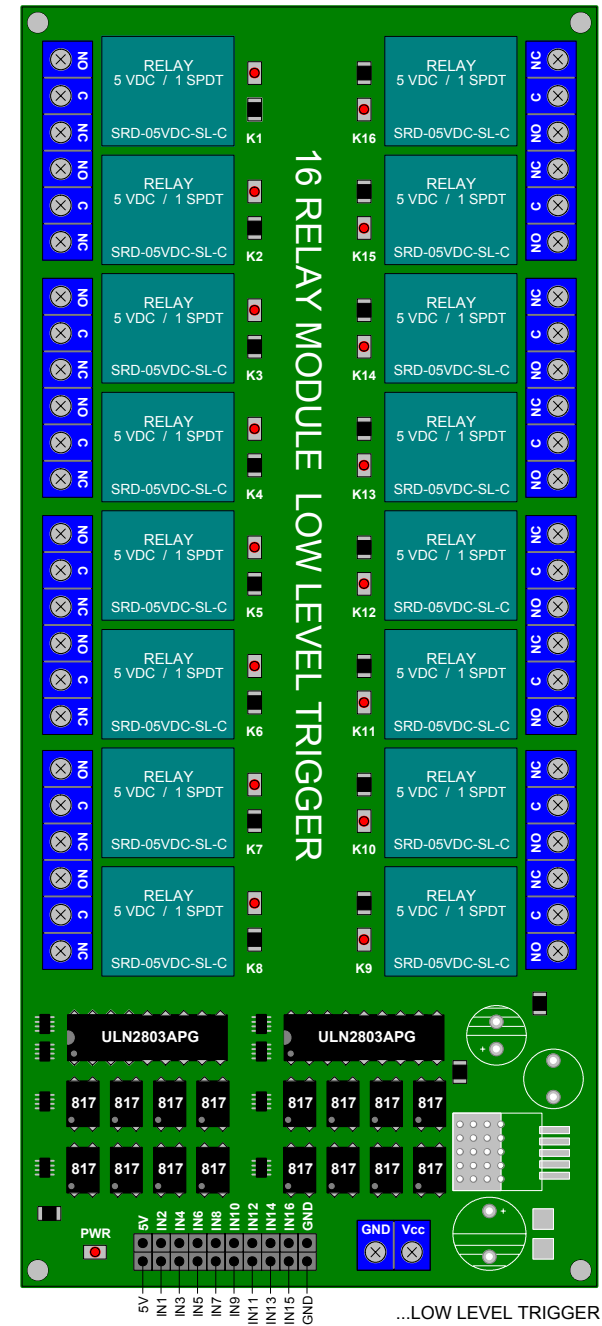 NO
C
NC
RELAY
5 VDC / 1 SPDT
SRD-05VDC-SL-C
K1
RELAY
5 VDC / 1 SPDT
SRD-05VDC-SL-C
K16
NC
C
NO
NO
C
NC
RELAY
5 VDC / 1 SPDT
SRD-05VDC-SL-C
K2
RELAY
5 VDC / 1 SPDT
SRD-05VDC-SL-C
K15
NC
C
NO
NO
C
NC
RELAY
5 VDC / 1 SPDT
SRD-05VDC-SL-C
K3
RELAY
5 VDC / 1 SPDT
SRD-05VDC-SL-C
K14
NC
C
NO
NO
C
NC
RELAY
5 VDC / 1 SPDT
SRD-05VDC-SL-C
K4
RELAY
5 VDC / 1 SPDT
SRD-05VDC-SL-C
K13
NC
C
NO
NO
C
NC
RELAY
5 VDC / 1 SPDT
SRD-05VDC-SL-C
K5
RELAY
5 VDC / 1 SPDT
SRD-05VDC-SL-C
K12
NC
C
NO
NO
C
NC
RELAY
5 VDC / 1 SPDT
SRD-05VDC-SL-C
K6
RELAY
5 VDC / 1 SPDT
SRD-05VDC-SL-C
K11
NC
C
NO
NO
C
NC
RELAY
5 VDC / 1 SPDT
SRD-05VDC-SL-C
K7
RELAY
5 VDC / 1 SPDT
SRD-05VDC-SL-C
K10
NC
C
NO
NO
C
NC
RELAY
5 VDC / 1 SPDT
SRD-05VDC-SL-C
K8
RELAY
5 VDC / 1 SPDT
SRD-05VDC-SL-C
K9
NC
C
NO
16 RELAY MODULE LOW LEVEL TRIGGER
ULN2803APG
ULN2803APG
+
817 817 817 817 817 817 817 817
817 817 817 817 817 817 817 817
+
PWR
5V
IN2
IN4
IN6
IN8
IN10
IN12
IN14
IN16
GND
GND Vcc
5V
IN1
IN3
IN5
IN7
IN9
IN11
IN13
IN15
GND
...LOW LEVEL TRIGGER